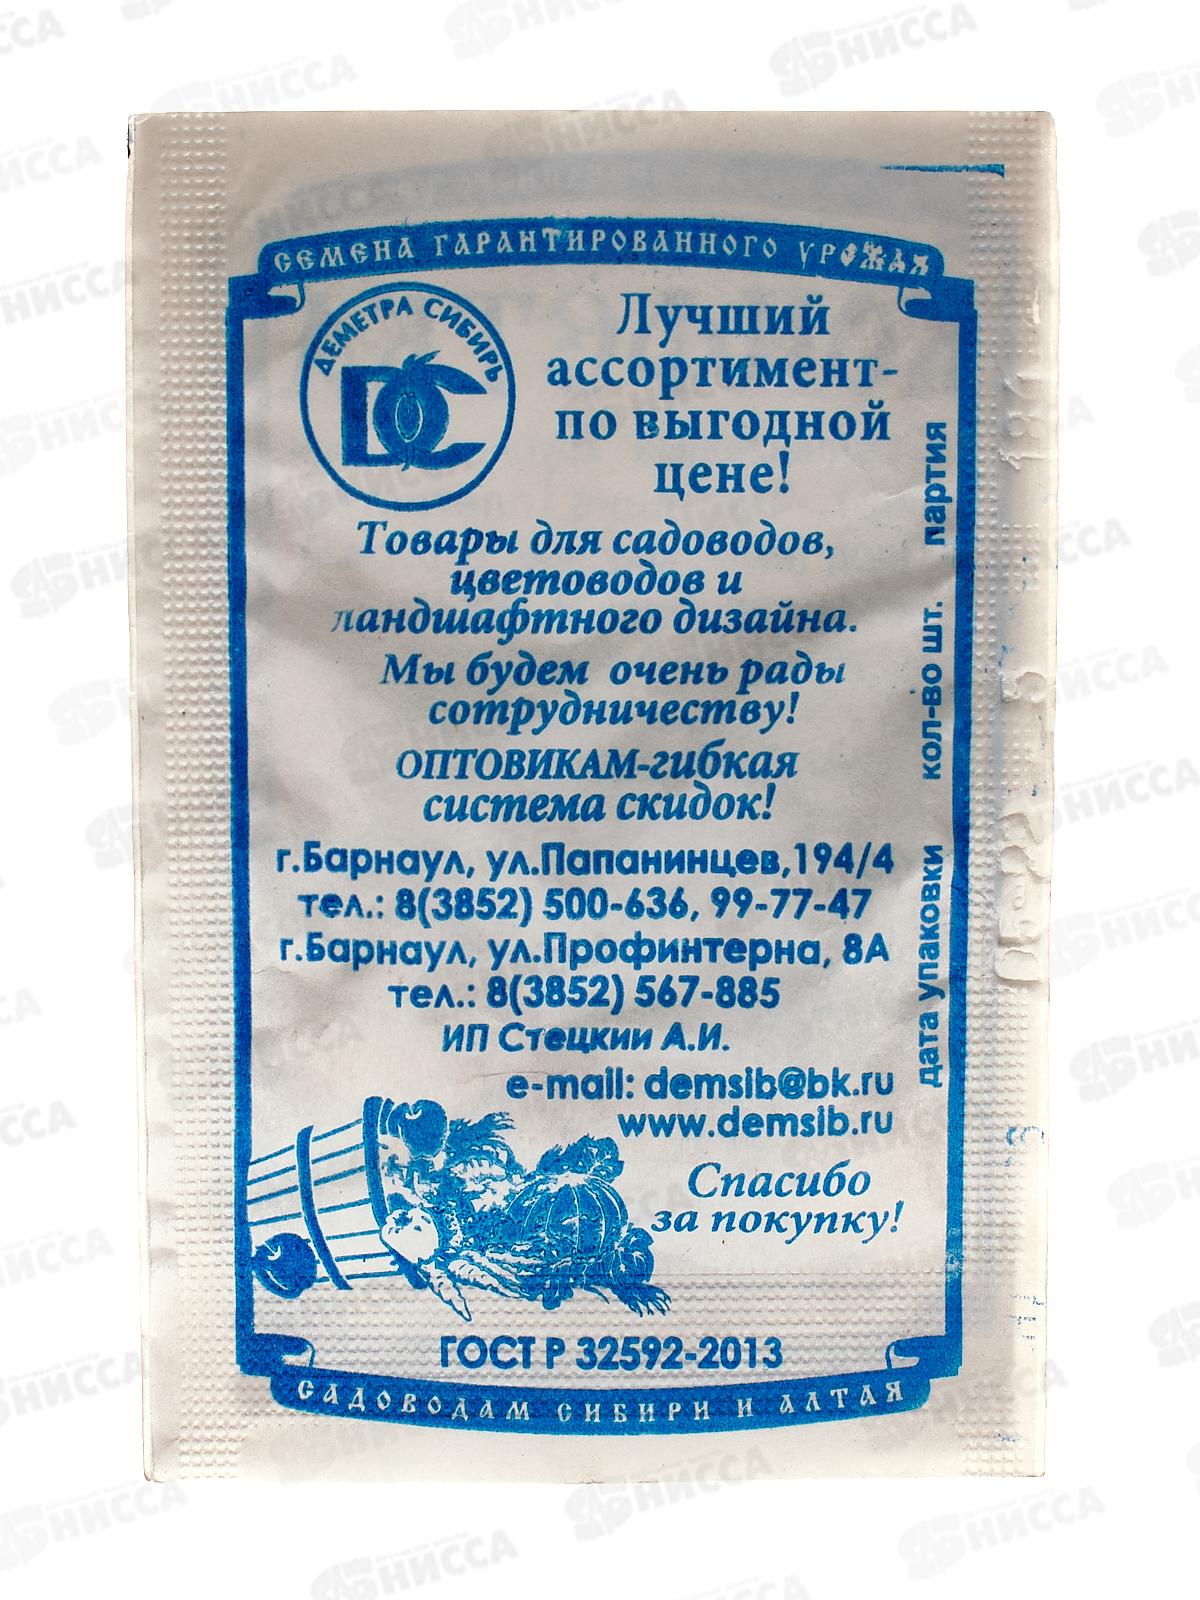 СЕМЕНА ГАРАНТИРОВАННОГО УРОЖАЯ
ДЕМЕТРА СИБИРЬ
DC
Лучший
ассортимент-
по выгодной
цене!
Товары для садоводов,
цветоводов и
ландшафтного дизайна.
Мы будем очень рады
сотрудничеству!
ОПТОВИКАМ-гибкая
система скидок!
г.Барнаул, ул.Папанинцев,194/4
тел.: 8(3852) 500-636, 99-77-47
г.Барнаул, ул.Профинтерна, 8А
тел.: 8(3852) 567-885
ИП Стецкии А.И.
e-mail: demsib@bk.ru
www.demsib.ru
Спасибо
за покупку!
ГОСТ Р 32592-2013
САДОВОДАМ СИБИРИ И АЛТАЯ
дата упаковки кол-во шт. партия
НИССА